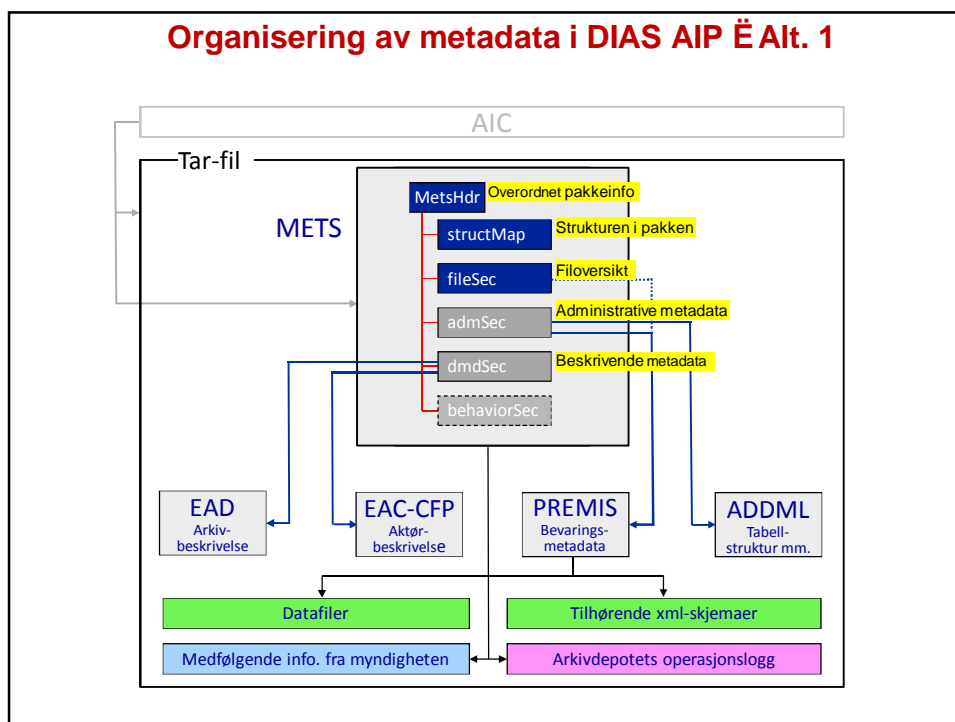 Organisering av metadata i DIAS AIP Ë Alt. 1
AIC
Tar-fil
METS
MetsHdr
Overordnet pakkeinfo
structMap
Strukturen i pakken
fileSec
Filoversikt
admSec
Administrative metadata
dmdSec
Beskrivende metadata
behaviorSec
EAD
Arkiv-
beskrivelse
EAC-CFP
Aktør-
beskrivelse
PREMIS
Bevarings-
metadata
ADDML
Tabell-
struktur mm.
Datafiler
Tilhørende xml-skjemaer
Medfølgende info. fra myndigheten
Arkivdepotets operasjonslogg